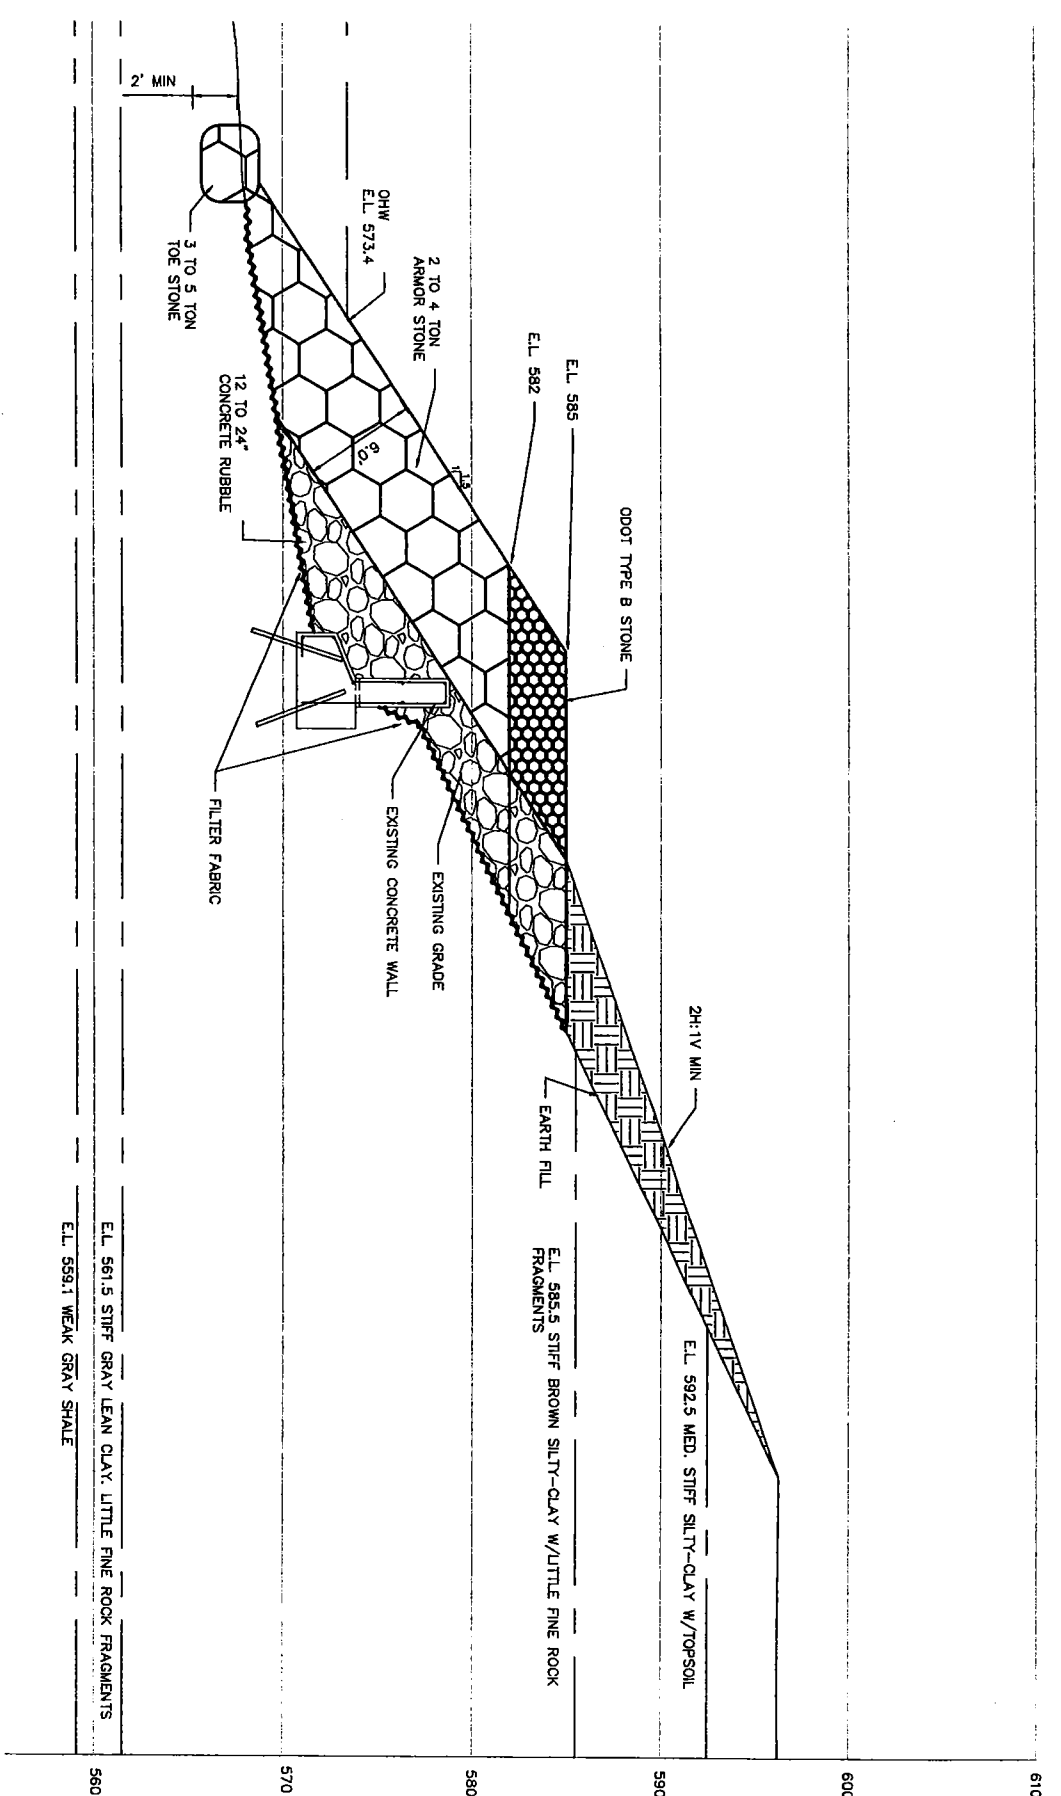 2' MIN
3 TO 5 TON
TOE STONE
OHW
E.L. 573.4
2 TO 4 TON
ARMOR STONE
12 TO 24"
CONCRETE RUBBLE
6.0'
1.5
1
E.L. 582
E.L. 585
ODOT TYPE B STONE
FILTER FABRIC
EXISTING CONCRETE WALL
EXISTING GRADE
2H:1V MIN
EARTH FILL
E.L. 592.5 MED. STIFF SILTY-CLAY W/TOPSOIL
E.L. 585.5 STIFF BROWN SILTY-CLAY W/LITTLE FINE ROCK
FRAGMENTS
E.L. 561.5 STIFF GRAY LEAN CLAY. LITTLE FINE ROCK FRAGMENTS
E.L. 559.1 WEAK GRAY SHALE
610
600
590
580
570
560